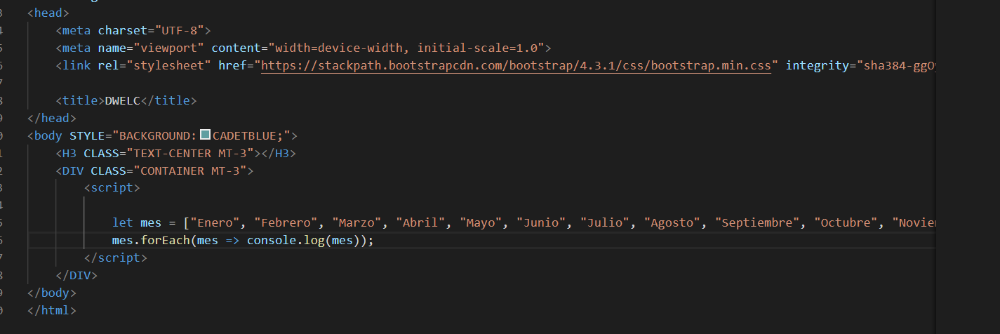 <head>
<meta charset="UTF-8">
<meta name="viewport" content="width=device-width, initial-scale=1.0">
<link rel="stylesheet" href="https://stackpath.bootstrapcdn.com/bootstrap/4.3.1/css/bootstrap.min.css" integrity="sha384-ggOy
<title>DWELC</title>
</head>
<body STYLE="BACKGROUND: CADETBLUE;">
<H3 CLASS="TEXT-CENTER MT-3"></H3>
<DIV CLASS="CONTAINER MT-3">
<script>
let mes = ["Enero", "Febrero", "Marzo", "Abril", "Mayo", "Junio", "Julio", "Agosto", "Septiembre", "Octubre", "Novie
mes.forEach(mes => console.log(mes));
</script>
</DIV>
</body>
</html>